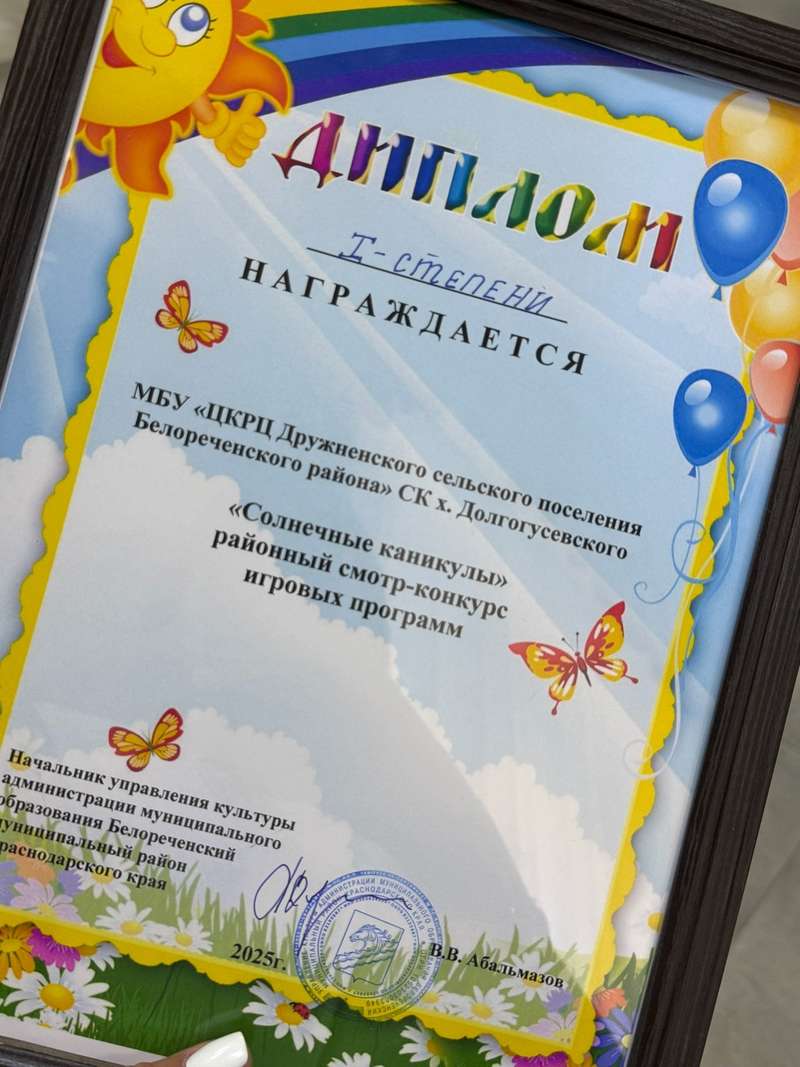 ДИПЛОМ
I-СТЕПЕНИ
НАГРАЖДАЕТСЯ
МБУ «ЦКРЦ Дружненского сельского поселения
Белореченского района» СК х. Долгогусевского
«Солнечные каникулы»
районный смотр-конкурс
игровых программ
Начальник управления культуры
администрации муниципального
образования Белореченский
муниципальный район
Краснодарского края
2025г.
В.В. Абальмазов